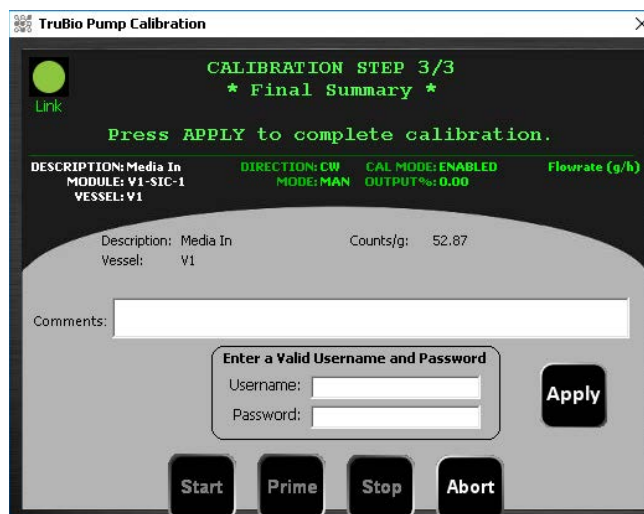 TruBio Pump Calibration
CALIBRATION STEP 3/3
* Final Summary *
Link
Press APPLY to complete calibration.
DESCRIPTION: Media In DIRECTION: CW CAL MODE: ENABLED Flowrate (g/h)
MODULE: V1-SIC-1 MODE: MAN OUTPUT%: 0.00
VESSEL: V1
Description: Media In Counts/g: 52.87
Vessel: V1
Comments:
Enter a Valid Username and Password
Username:
Password:
Apply
Start Prime Stop Abort